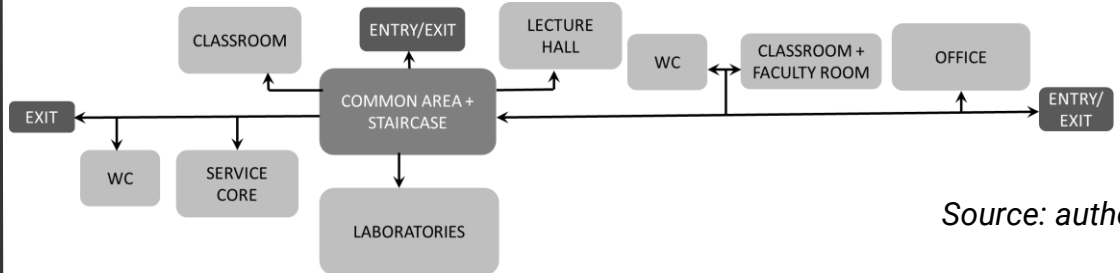 CLASSROOM
ENTRY/EXIT
LECTURE
HALL
WC
CLASSROOM +
FACULTY ROOM
OFFICE
EXIT
COMMON AREA +
STAIRCASE
ENTRY/
EXIT
WC
SERVICE
CORE
LABORATORIES
Source: